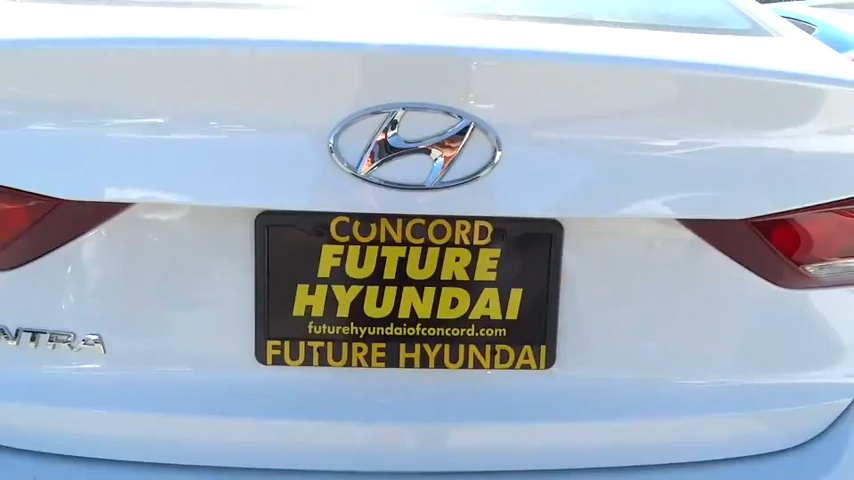 CONCORD
FUTURE
HYUNDAI
futurehyundaiofconcord.com
FUTURE HYUNDAI
NTRA